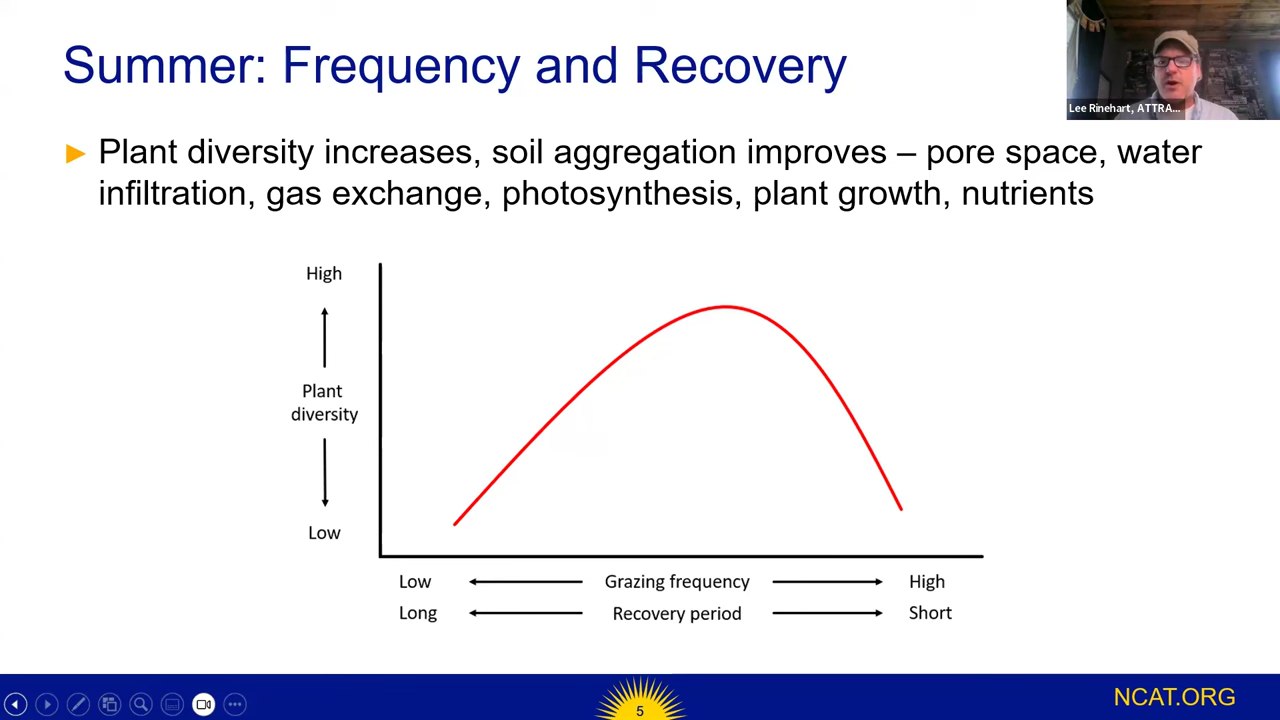 Summer: Frequency and Recovery
Lee Rinehart, ATTRA...
Plant diversity increases, soil aggregation improves – pore space, water
infiltration, gas exchange, photosynthesis, plant growth, nutrients
High
Plant
diversity
Low
Low Grazing frequency High
Long Recovery period Short
5
NCAT.ORG